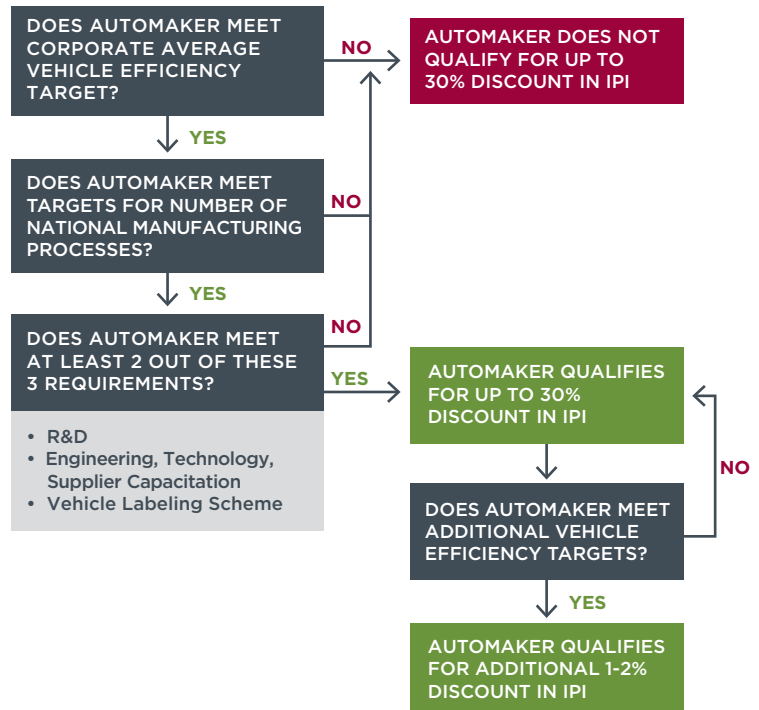 DOES AUTOMAKER MEET
CORPORATE AVERAGE
VEHICLE EFFICIENCY
TARGET?
NO
AUTOMAKER DOES NOT
QUALIFY FOR UP TO
30% DISCOUNT IN IPI
YES
DOES AUTOMAKER MEET
TARGETS FOR NUMBER OF
NATIONAL MANUFACTURING
PROCESSES?
NO
YES
DOES AUTOMAKER MEET
AT LEAST 2 OUT OF THESE
3 REQUIREMENTS?
NO
YES
• R&D
• Engineering, Technology,
Supplier Capacitation
• Vehicle Labeling Scheme
AUTOMAKER QUALIFIES
FOR UP TO 30%
DISCOUNT IN IPI
NO
DOES AUTOMAKER MEET
ADDITIONAL VEHICLE
EFFICIENCY TARGETS?
YES
AUTOMAKER QUALIFIES
FOR ADDITIONAL 1-2%
DISCOUNT IN IPI